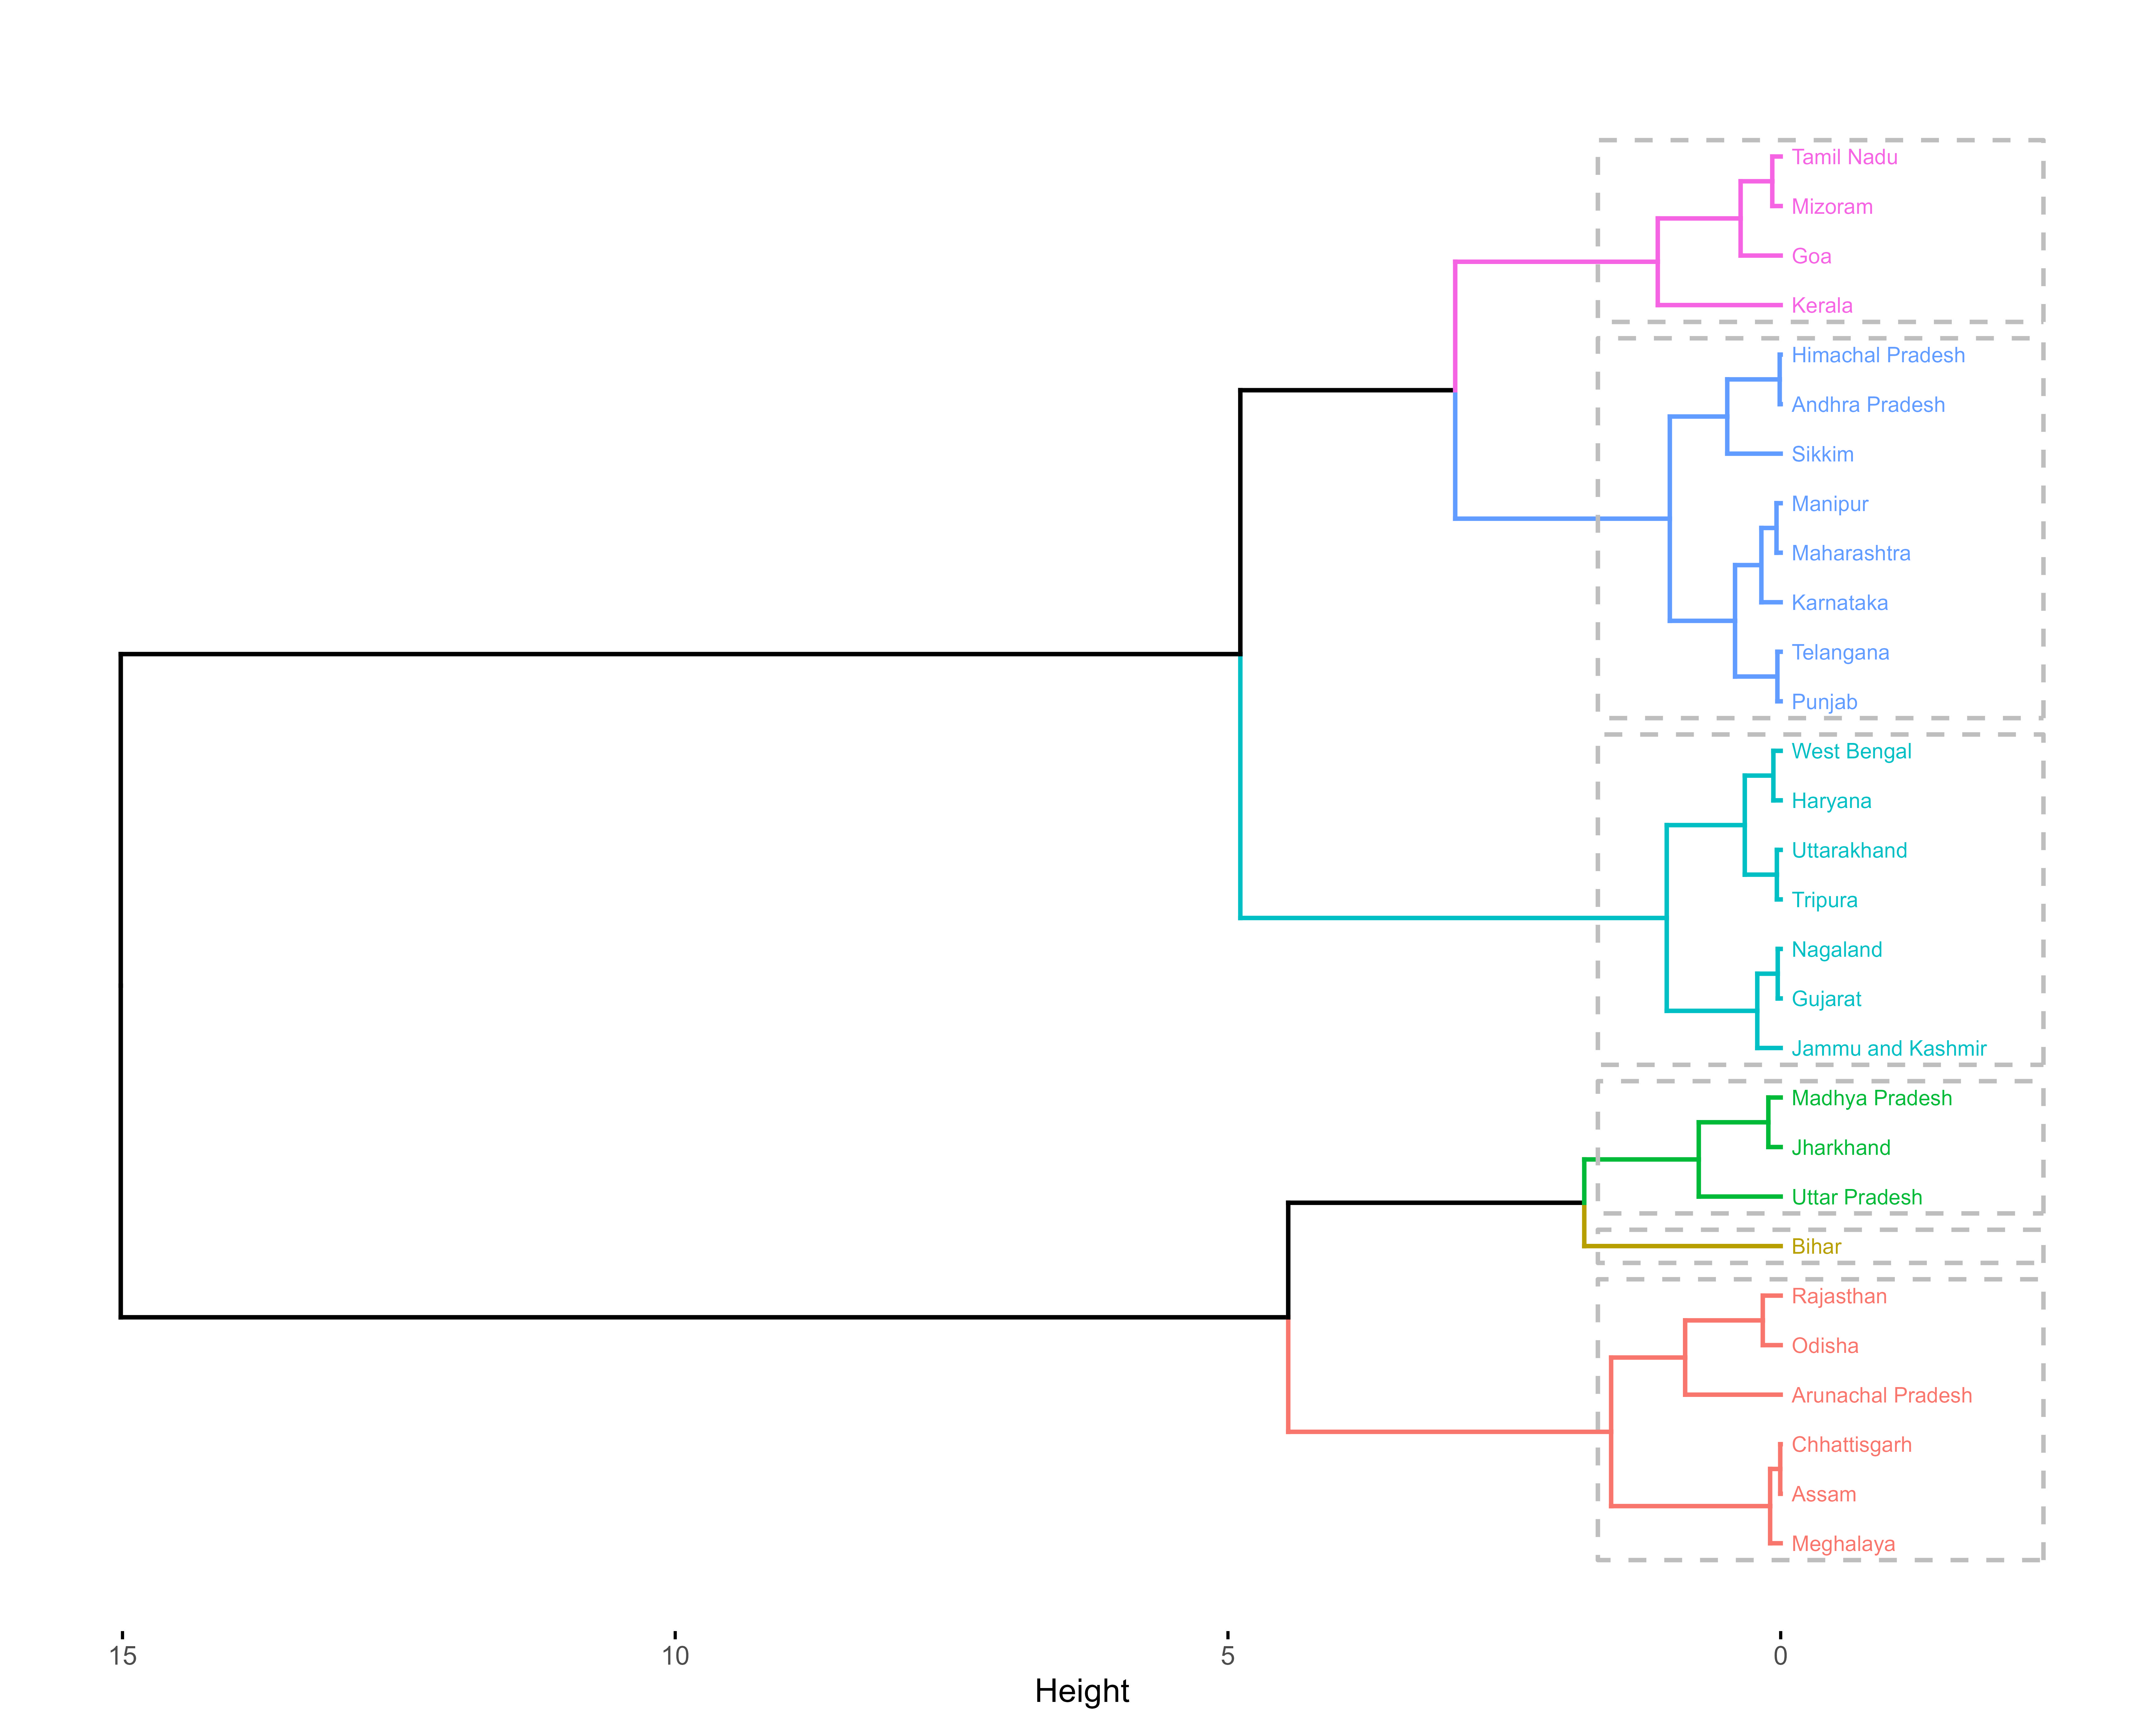 Tamil Nadu
Mizoram
Goa
Kerala
Himachal Pradesh
Andhra Pradesh
Sikkim
Manipur
Maharashtra
Karnataka
Telangana
Punjab
West Bengal
Haryana
Uttarakhand
Tripura
Nagaland
Gujarat
Jammu and Kashmir
Madhya Pradesh
Jharkhand
Uttar Pradesh
Bihar
Rajasthan
Odisha
Arunachal Pradesh
Chhattisgarh
Assam
Meghalaya
15 10 5 0
Height